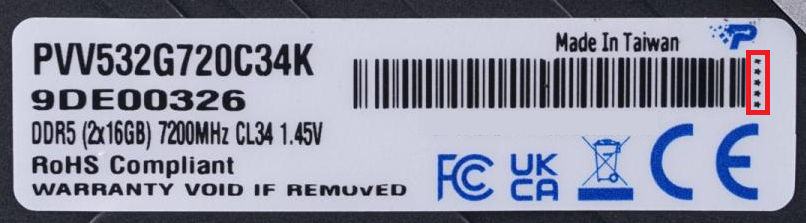 PVV532G720C34K
Made In Taiwan
9DE00326
DDR5 (2x16GB) 7200MHz CL34 1.45V
RoHS Compliant
WARRANTY VOID IF REMOVED
FC
UK
CA
CE